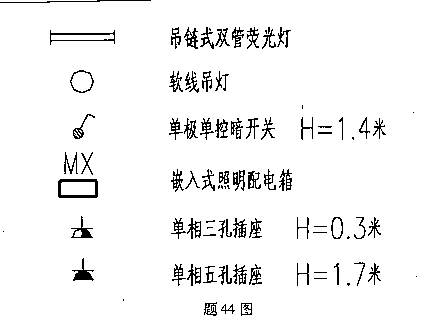 吊链式双管荧光灯
软线吊灯
单极单控暗开关 H=1.4米
MX
嵌入式照明配电箱
单相三孔插座 H=0.3米
单相五孔插座 H=1.7米
题44图